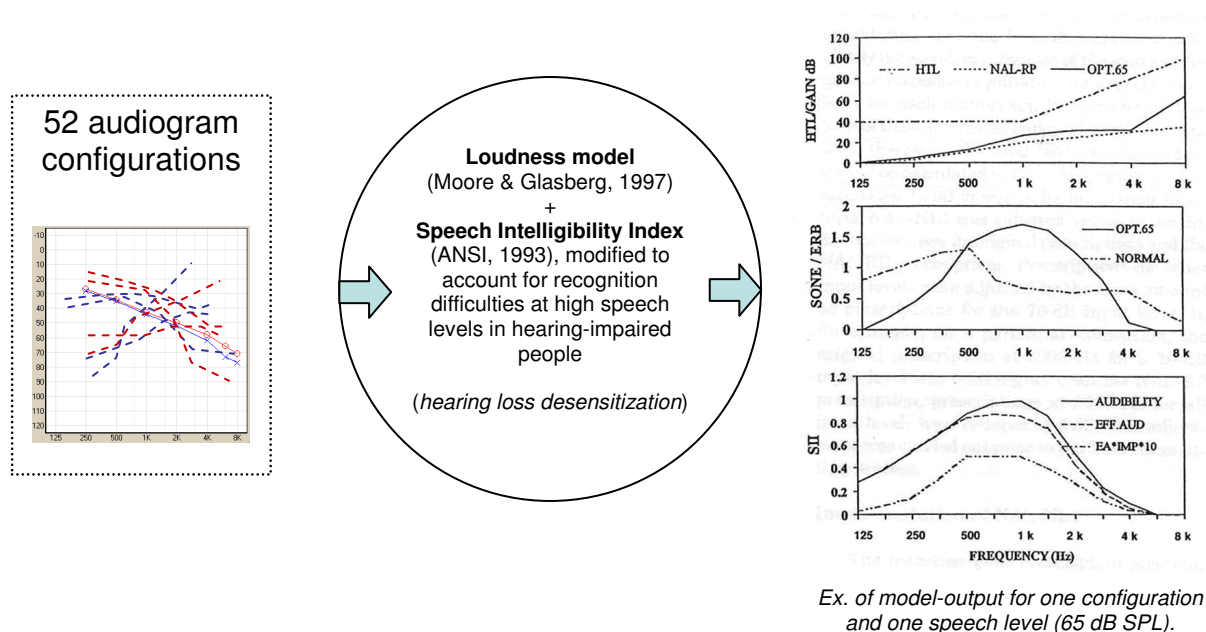 52 audiogram
configurations
-10
0
10
20
30
40
50
60
70
80
90
100
110
120
125 250 500 1K 2K 4K 8K
Loudness model
(Moore & Glasberg, 1997)
+
Speech Intelligibility Index
(ANSI, 1993), modified to
account for recognition
difficulties at high speech
levels in hearing-impaired
people
(hearing loss desensitization)
HTL/GAIN dB
120
100
80
60
40
20
0
HTL NAL-RP OPT.65
125 250 500 1 k 2 k 4 k 8 k
SONE / ERB
2
1.5
1
0.5
0
OPT.65
NORMAL
125 250 500 1 k 2 k 4 k 8 k
SII
1.2
1
0.8
0.6
0.4
0.2
0
AUDIBILITY
EFF.AUD
EA*IMP*10
125 250 500 1 k 2 k 4 k 8 k
FREQUENCY (Hz)
Ex. of model-output for one configuration
and one speech level (65 dB SPL).